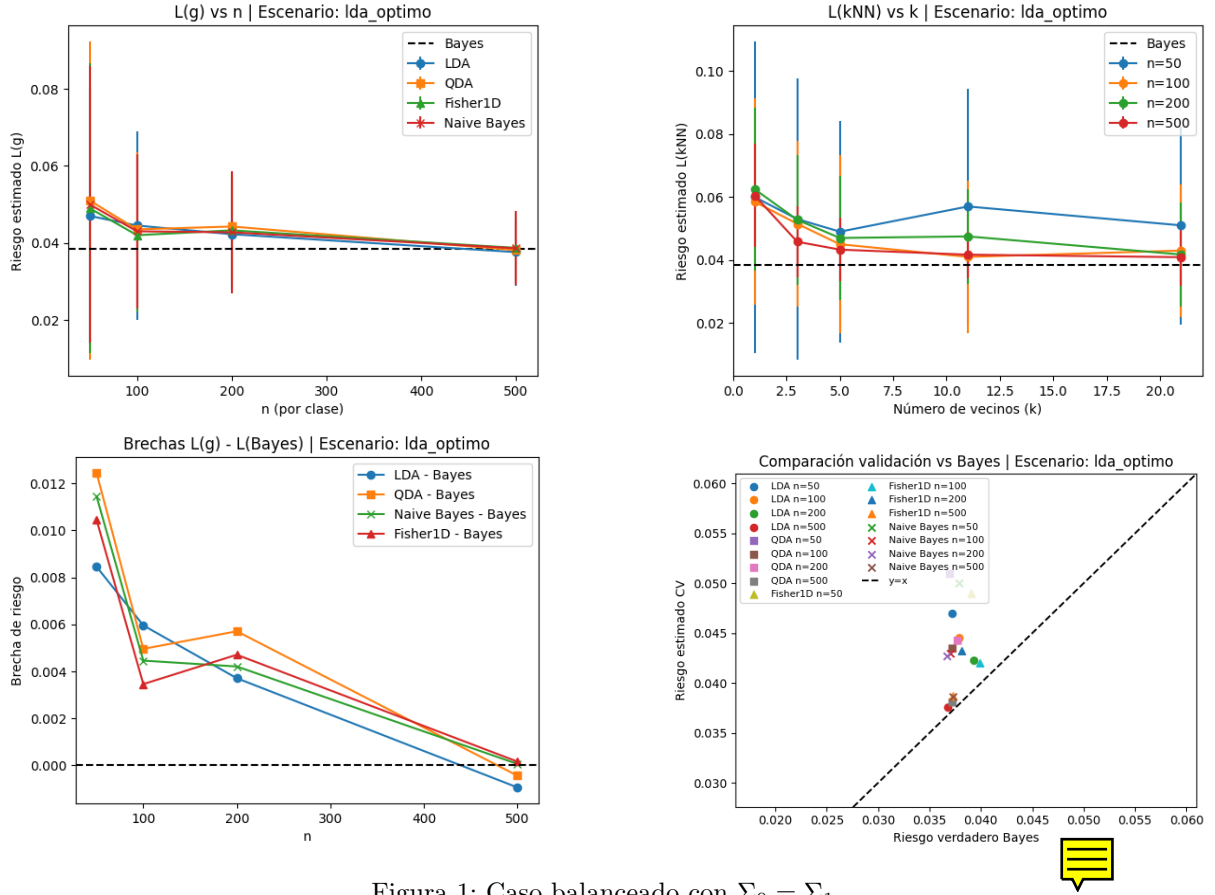 L(g) vs n | Escenario: lda_optimo
Riesgo estimado L(g)
0.08
0.06
0.04
0.02
Bayes
LDA
QDA
Fisher1D
Naive Bayes
100
200
300
400
500
n (por clase)
L(kNN) vs k | Escenario: lda_optimo
Riesgo estimado L(kNN)
0.10
0.08
0.06
0.04
0.02
Bayes
n=50
n=100
n=200
n=500
0.0
2.5
5.0
7.5
10.0
12.5
15.0
17.5
20.0
Número de vecinos (k)
Brechas L(g) - L(Bayes) | Escenario: lda_optimo
Brecha de riesgo
0.012
0.010
0.008
0.006
0.004
0.002
0.000
LDA - Bayes
QDA - Bayes
Naive Bayes - Bayes
Fisher1D - Bayes
100
200
300
400
500
n
Comparación validación vs Bayes | Escenario: lda_optimo
Riesgo estimado CV
0.060
0.055
0.050
0.045
0.040
0.035
0.030
LDA n=50
LDA n=100
LDA n=200
LDA n=500
QDA n=50
QDA n=100
QDA n=200
QDA n=500
Fisher1D n=50
Fisher1D n=100
Fisher1D n=200
Fisher1D n=500
Naive Bayes n=50
Naive Bayes n=100
Naive Bayes n=200
Naive Bayes n=500
y=x
0.020
0.025
0.030
0.035
0.040
0.045
0.050
0.055
0.060
Riesgo verdadero Bayes
Figura 1: Caso balanceado con Σ₀ = Σ₁